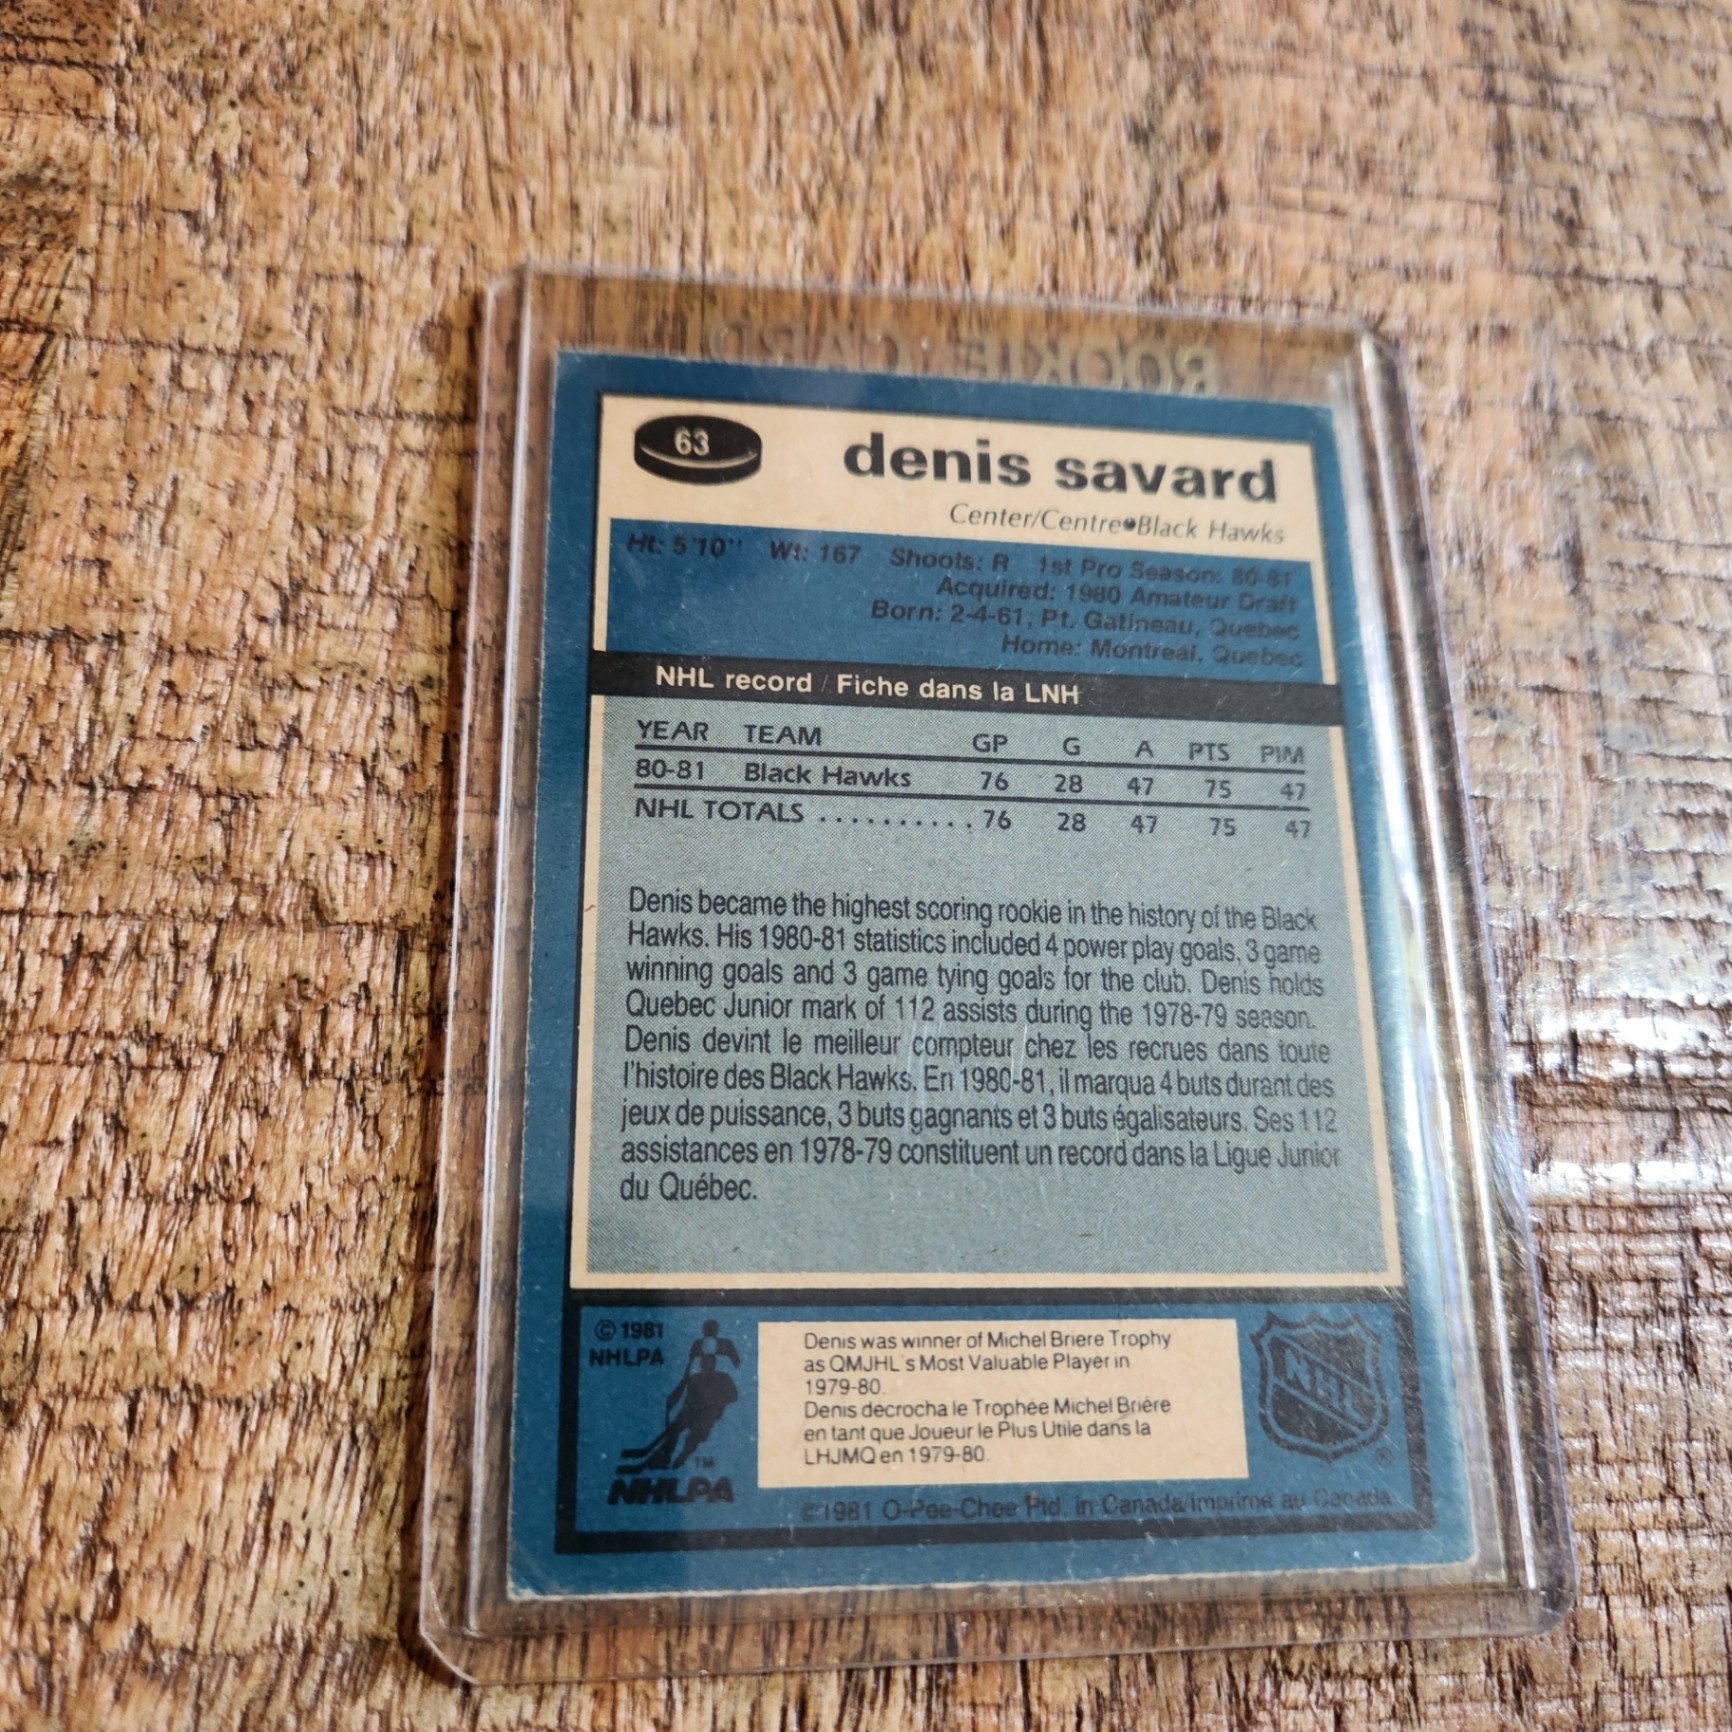 ROOKIE CARD
63
denis savard
Center/Centre●Black Hawks
Ht: 5'10" Wt: 167 Shoots: R 1st Pro Season: 80-81
Acquired: 1980 Amateur Draft
Born: 2-4-61, Pt. Gatineau, Quebec
Home: Montreal, Quebec
NHL record / Fiche dans la LNH
YEAR TEAM GP G A PTS PIM
80-81 Black Hawks 76 28 47 75 47
NHL TOTALS .......... 76 28 47 75 47
Denis became the highest scoring rookie in the history of the Black
Hawks. His 1980-81 statistics included 4 power play goals, 3 game
winning goals and 3 game tying goals for the club. Denis holds
Quebec Junior mark of 112 assists during the 1978-79 season.
Denis devint le meilleur compteur chez les recrues dans toute
l'histoire des Black Hawks. En 1980-81, il marqua 4 buts durant des
jeux de puissance, 3 buts gagnants et 3 buts égalisateurs. Ses 112
assistances en 1978-79 constituent un record dans la Ligue Junior
du Québec.
© 1981
NHLPA
TM
NHLPA
Denis was winner of Michel Briere Trophy
as QMJHL's Most Valuable Player in
1979-80.
Denis décrocha le Trophée Michel Brière
en tant que Joueur le Plus Utile dans la
LHJMQ en 1979-80.
NHL
®
©1981 O-Pee-Chee Ptd. in Canada/Imprimé au Canada